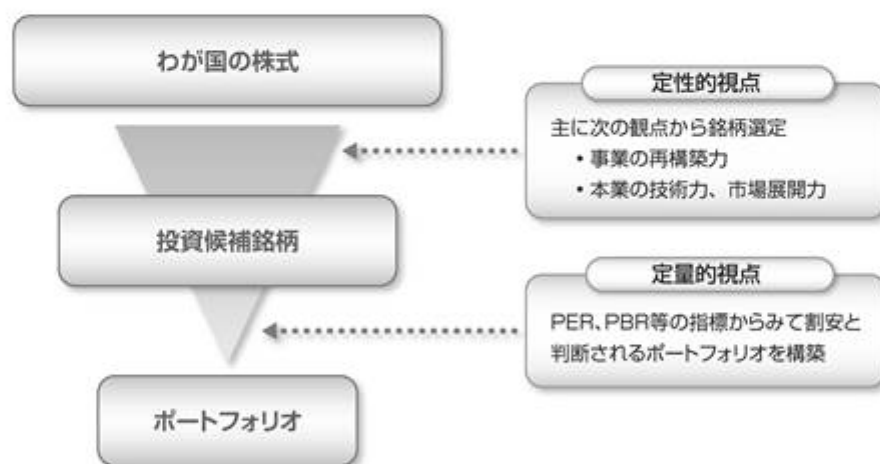 わが国の株式
定性的視点
主に次の観点から銘柄選定
・事業の再構築力
・本業の技術力、市場展開力
投資候補銘柄
定量的視点
PER、PBR等の指標からみて割安と
判断されるポートフォリオを構築
ポートフォリオ